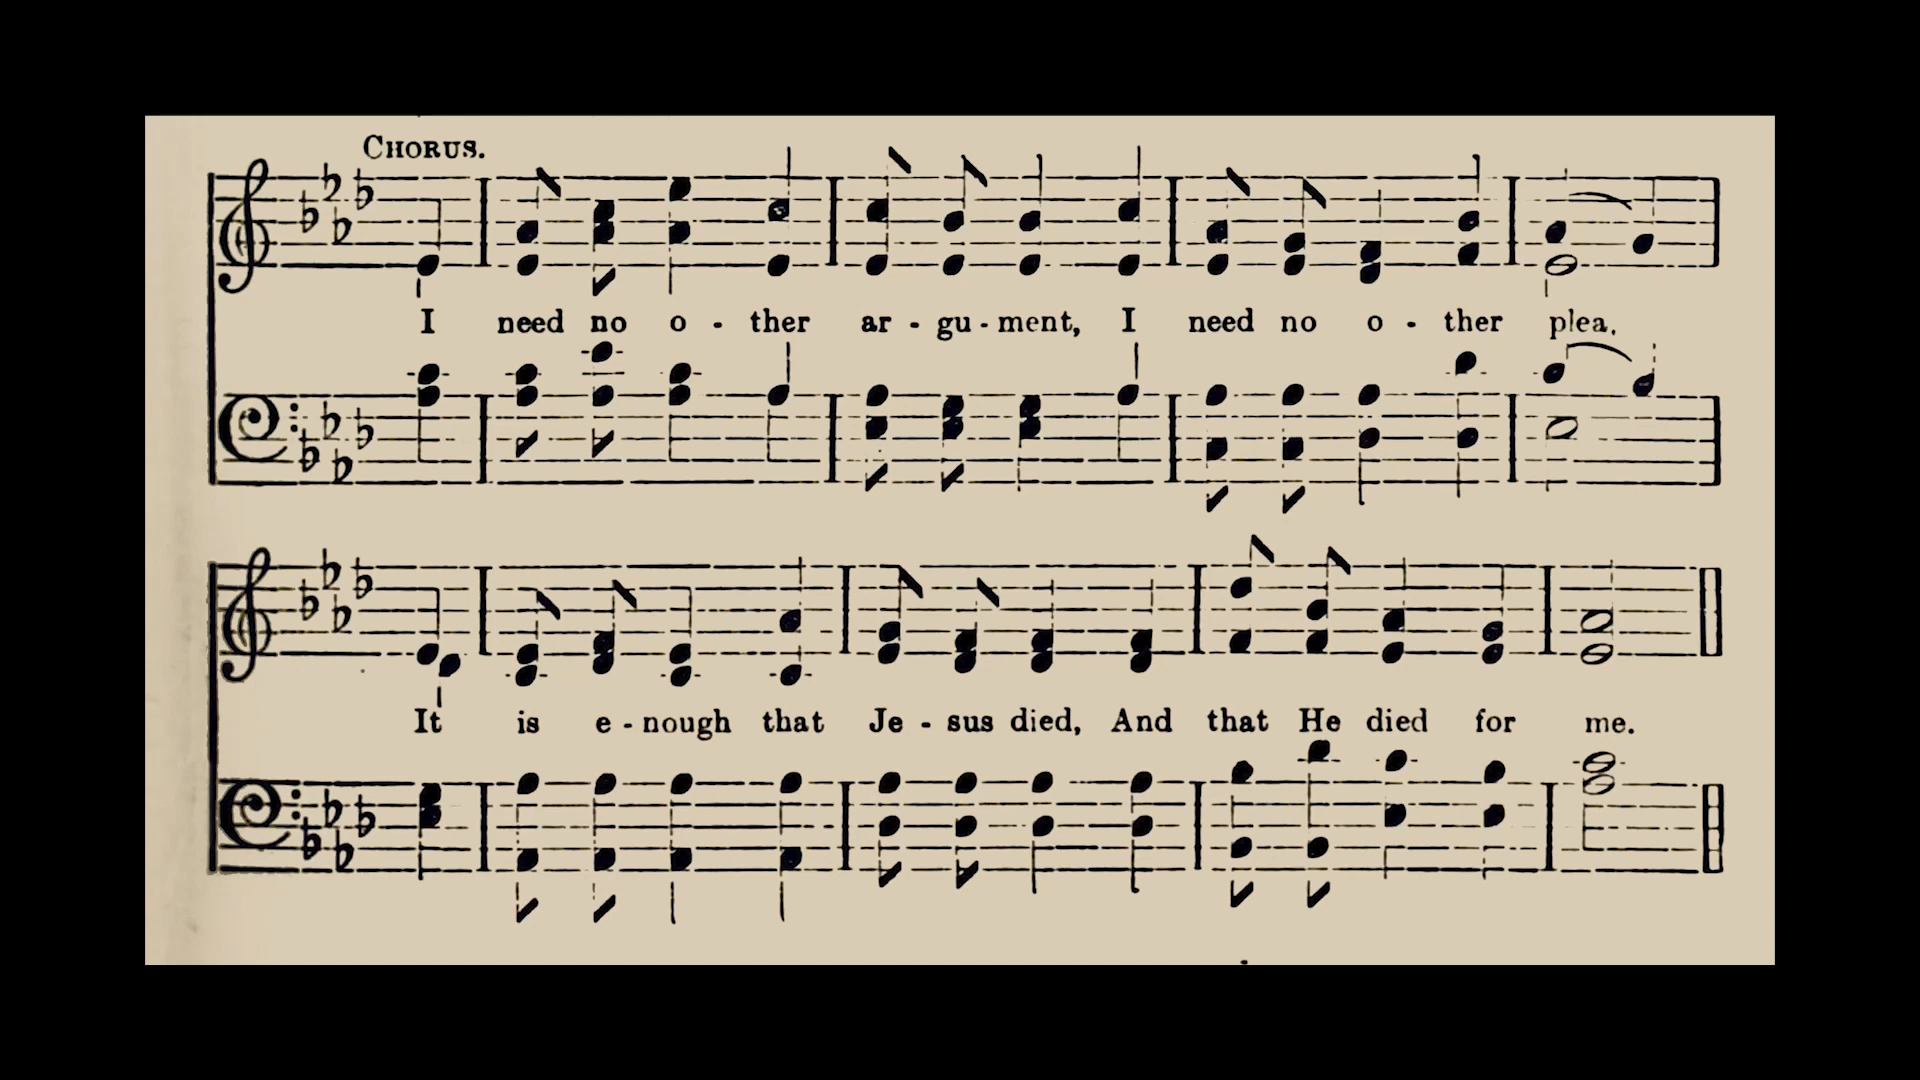 CHORUS.
I need no o - ther ar - gu - ment, I need no o - ther plea.
It is e - nough that Je - sus died, And that He died for me.